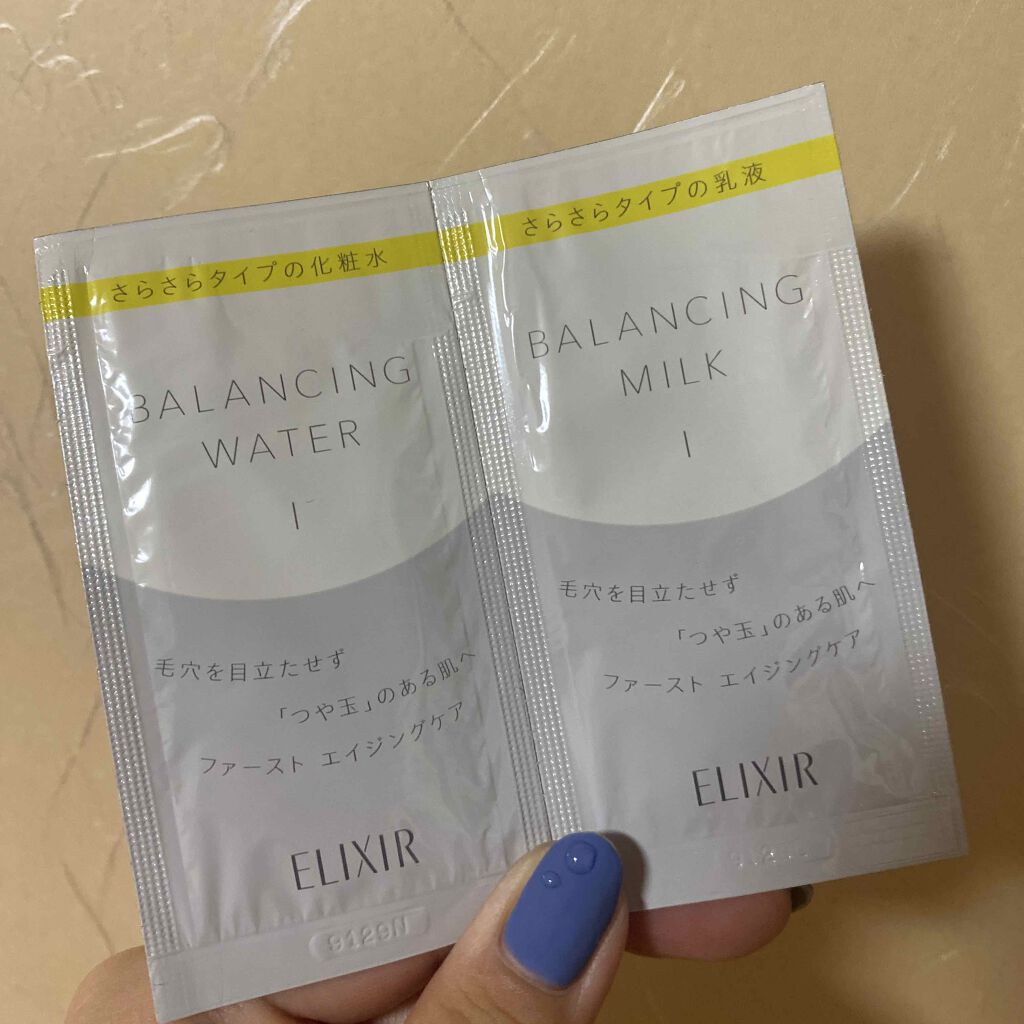 さらさらタイプの化粧水
BALANCING
WATER
I
毛穴を目立たせず
「つや玉」のある肌へ
ファースト エイジングケア
ELIXIR
9129N
さらさらタイプの乳液
BALANCING
MILK
I
毛穴を目立たせず
「つや玉」のある肌へ
ファースト エイジングケア
ELIXIR